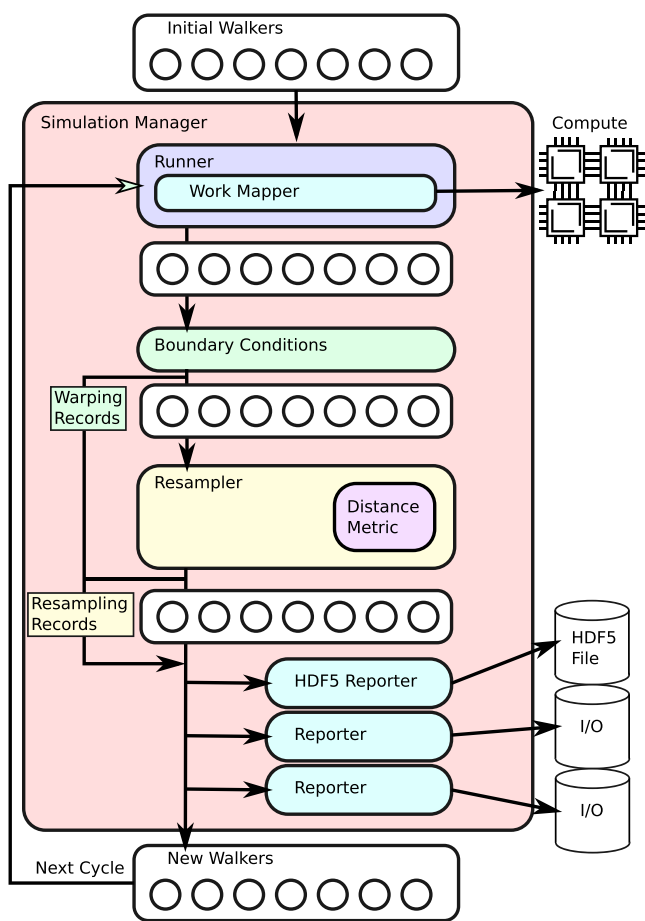 Initial Walkers
Simulation Manager
Compute
Runner
Work Mapper
Boundary Conditions
Warping
Records
Resampler
Distance
Metric
Resampling
Records
HDF5
File
HDF5 Reporter
Reporter
I/O
Reporter
I/O
New Walkers
Next Cycle